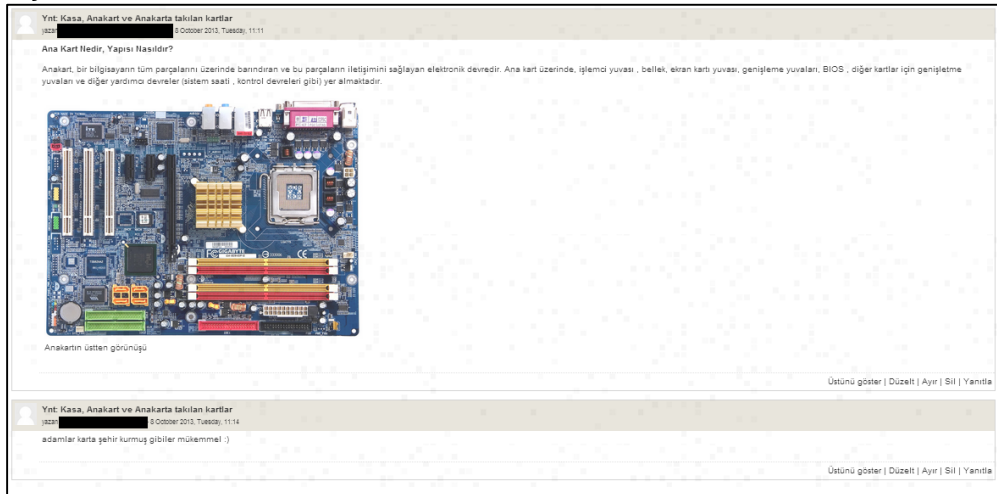 Ynt: Kasa, Anakart ve Anakarta takılan kartlar
yazan 8 October 2013, Tuesday, 11:11
Ana Kart Nedir, Yapısı Nasıldır?
Anakart, bir bilgisayarın tüm parçalarını üzerinde barındıran ve bu parçaların iletişimini sağlayan elektronik devredir. Ana kart üzerinde, işlemci yuvası , bellek, ekran kartı yuvası, genişleme yuvaları, BIOS , diğer kartlar için genişletme
yuvaları ve diğer yardımcı devreler (sistem saati , kontrol devreleri gibi) yer almaktadır.
GIGABYTE
Anakartın üstten görünüşü
Üstünü göster | Düzelt | Ayır | Sil | Yanıtla
Ynt: Kasa, Anakart ve Anakarta takılan kartlar
yazan 8 October 2013, Tuesday, 11:14
adamlar karta şehir kurmuş gibiler mükemmel :)
Üstünü göster | Düzelt | Ayır | Sil | Yanıtla